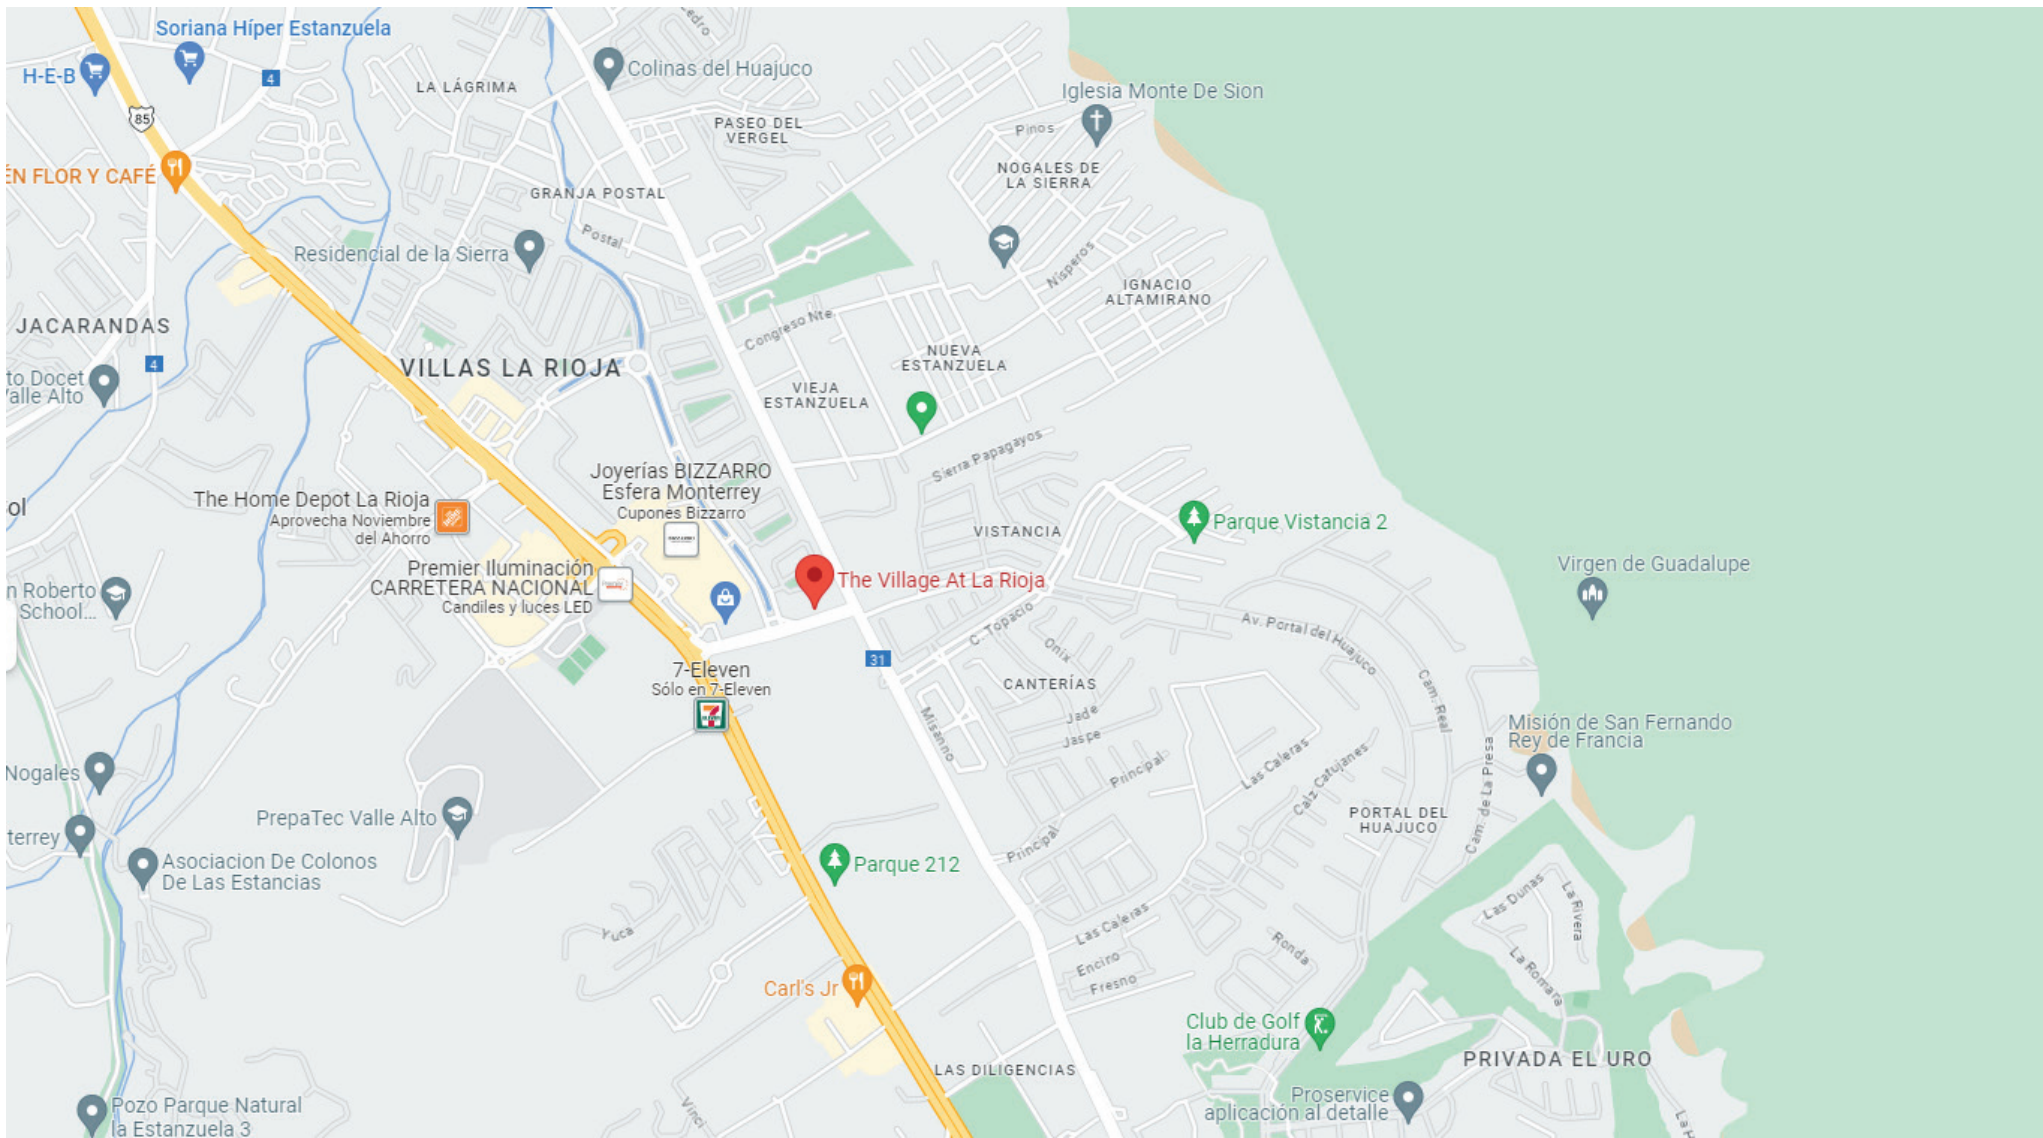 Soriana Híper Estanzuela
H-E-B
4
85
LA LÁGRIMA
Colinas del Huajuco
Iglesia Monte De Sion
PASEO DEL
VERGEL
Pinos
NOGALES DE
LA SIERRA
ÉN FLOR Y CAFÉ
GRANJA POSTAL
Postal
Residencial de la Sierra
Nísperos
IGNACIO
ALTAMIRANO
JACARANDAS
4
Congreso Nte.
NUEVA
ESTANZUELA
VILLAS LA RIOJA
VIEJA
ESTANZUELA
to Docet
Valle Alto
Sierra Papagayos
Joyerías BIZZARRO
Esfera Monterrey
Cupones Bizzarro
The Home Depot La Rioja
Aprovecha Noviembre
del Ahorro
ol
VISTANCIA
Parque Vistancia 2
Premier Iluminación
CARRETERA NACIONAL
Candiles y luces LED
The Village At La Rioja
Virgen de Guadalupe
n Roberto
School...
C. Topacio
Onix
Av. Portal del Huajuco
31
7-Eleven
Sólo en 7-Eleven
CANTERÍAS
Cam. Real
Misanno
Jade
Jaspe
Misión de San Fernando
Rey de Francia
Principal
Las Caleras
Calz Catujanes
Cam. de La Presa
Nogales
PrepaTec Valle Alto
PORTAL DEL
HUAJUCO
terrey
Principal
Asociacion De Colonos
De Las Estancias
Parque 212
Las Dunas
La Rivera
Yuca
Las Caleras
Ronda
Enciro
Fresno
La Romara
Carl's Jr
Club de Golf
la Herradura
PRIVADA EL URO
LAS DILIGENCIAS
Proservice
aplicación al detalle
Pozo Parque Natural
la Estanzuela 3
Vinci
La H